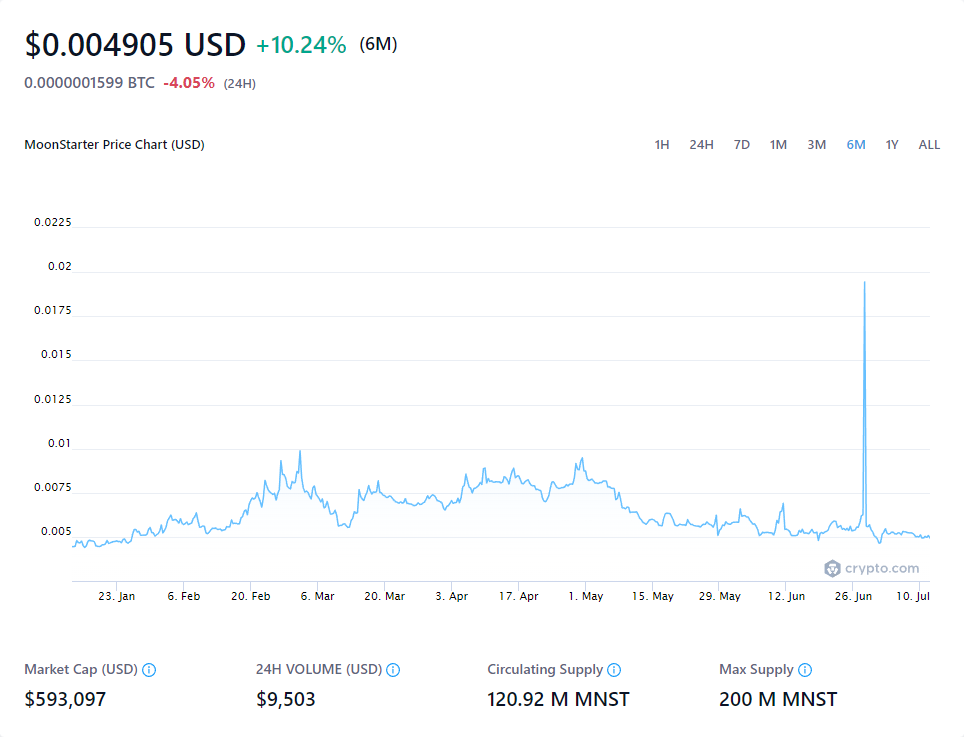 $0.004905 USD +10.24% (6M)
0.0000001599 BTC -4.05% (24H)
MoonStarter Price Chart (USD) 1H 24H 7D 1M 3M 6M 1Y ALL
0.0225
0.02
0.0175
0.015
0.0125
0.01
0.0075
0.005
crypto.com
23. Jan 6. Feb 20. Feb 6. Mar 20. Mar 3. Apr 17. Apr 1. May 15. May 29. May 12. Jun 26. Jun 10. Jul
Market Cap (USD) 24H VOLUME (USD) Circulating Supply Max Supply
$593,097 $9,503 120.92 M MNST 200 M MNST